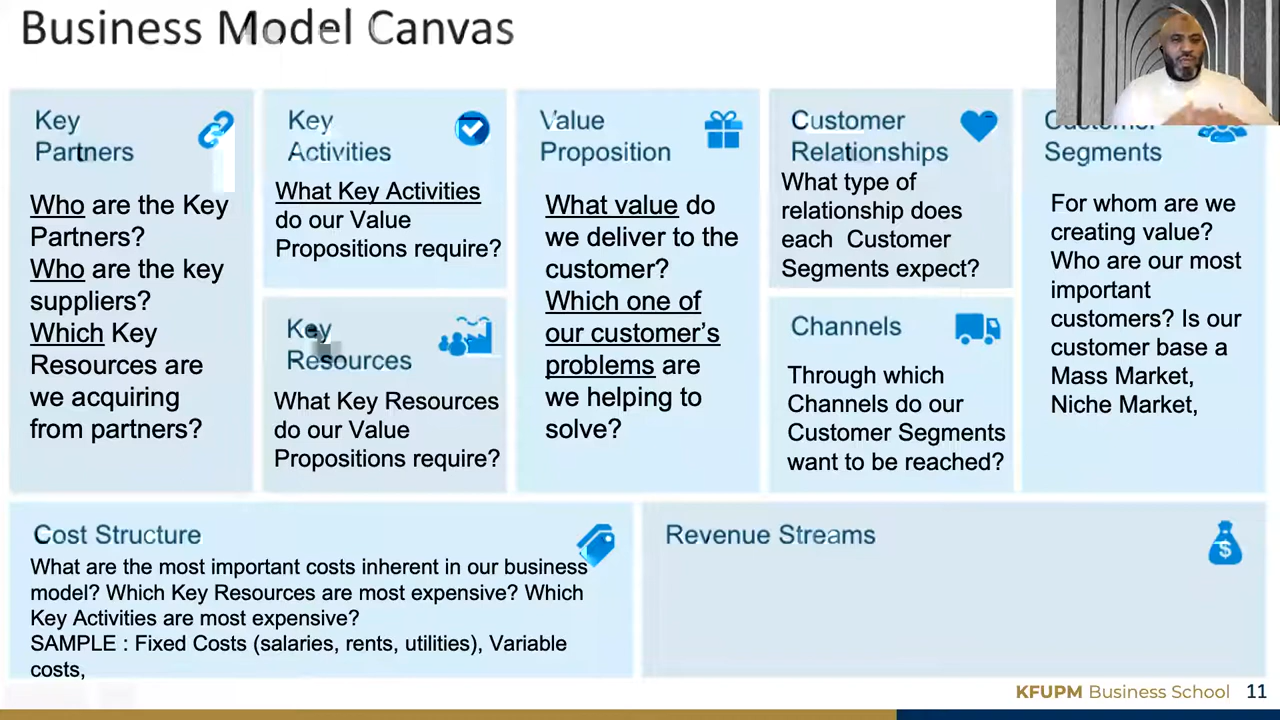 Business Model Canvas
Key
Partners
Who are the Key
Partners?
Who are the key
suppliers?
Which Key
Resources are
we acquiring
from partners?
Key
Activities
What Key Activities
do our Value
Propositions require?
Key
Resources
What Key Resources
do our Value
Propositions require?
Value
Proposition
What value do
we deliver to the
customer?
Which one of
our customer's
problems are
we helping to
solve?
Customer
Relationships
What type of
relationship does
each Customer
Segments expect?
Channels
Through which
Channels do our
Customer Segments
want to be reached?
Customer
Segments
For whom are we
creating value?
Who are our most
important
customers? Is our
customer base a
Mass Market,
Niche Market,
Cost Structure
What are the most important costs inherent in our business
model? Which Key Resources are most expensive? Which
Key Activities are most expensive?
SAMPLE : Fixed Costs (salaries, rents, utilities), Variable
costs,
Revenue Streams
$
KFUPM Business School 11